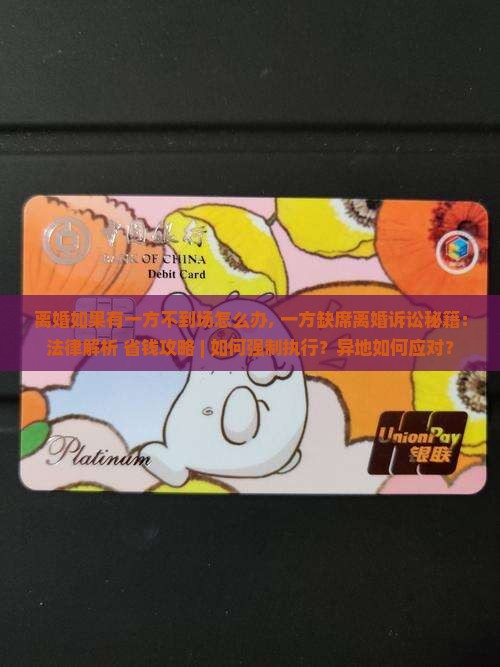 中国银行
BANK OF CHINA
Debit Card
离婚如果有一方不到场怎么办,一方缺席离婚诉讼秘籍：
法律解析 省钱攻略 | 如何强制执行？异地如何应对？
Platinum
UnionPay
银联